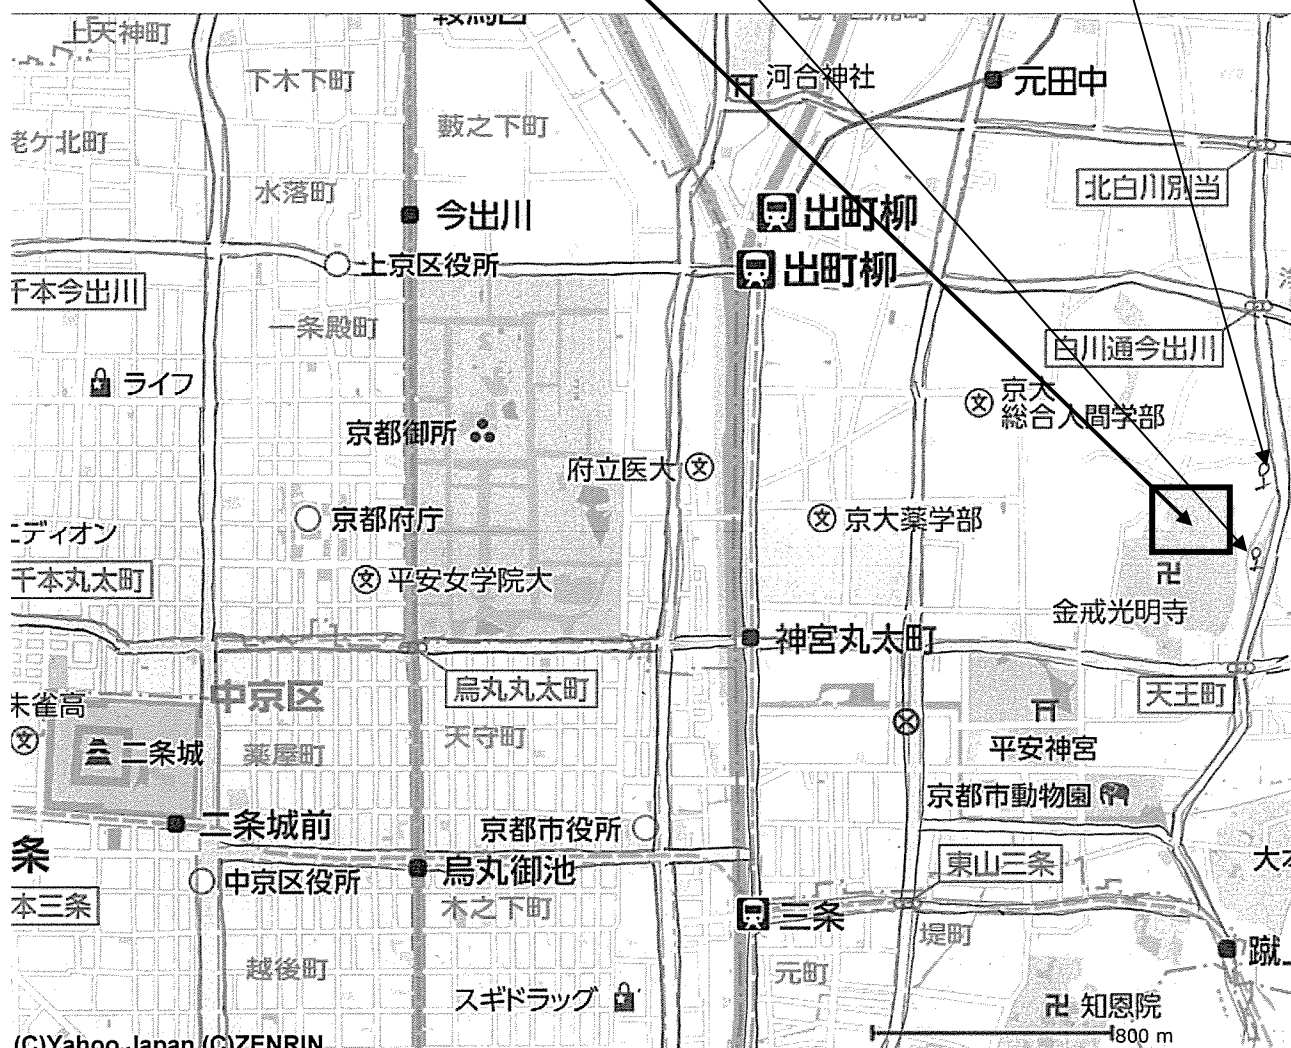 上天神町
河合神社
元田中
下木下町
藪之下町
老ケ北町
水落町
北白川別当
今出川
出町柳
上京区役所
出町柳
千本今出川
一条殿町
白川通今出川
ライフ
京大
総合人間学部
京都御所
府立医大
京都府庁
京大薬学部
ディオン
千本丸太町
平安女学院大
金戒光明寺
神宮丸太町
烏丸丸太町
中京区
天王町
朱雀高
天守町
二条城
薬屋町
平安神宮
京都市動物園
二条城前
京都市役所
条
烏丸御池
東山三条
中京区役所
本三条
木之下町
三条
堤町
越後町
元町
スギドラッグ
知恩院
800 m
(C)Yahoo Japan,(C)ZENRIN